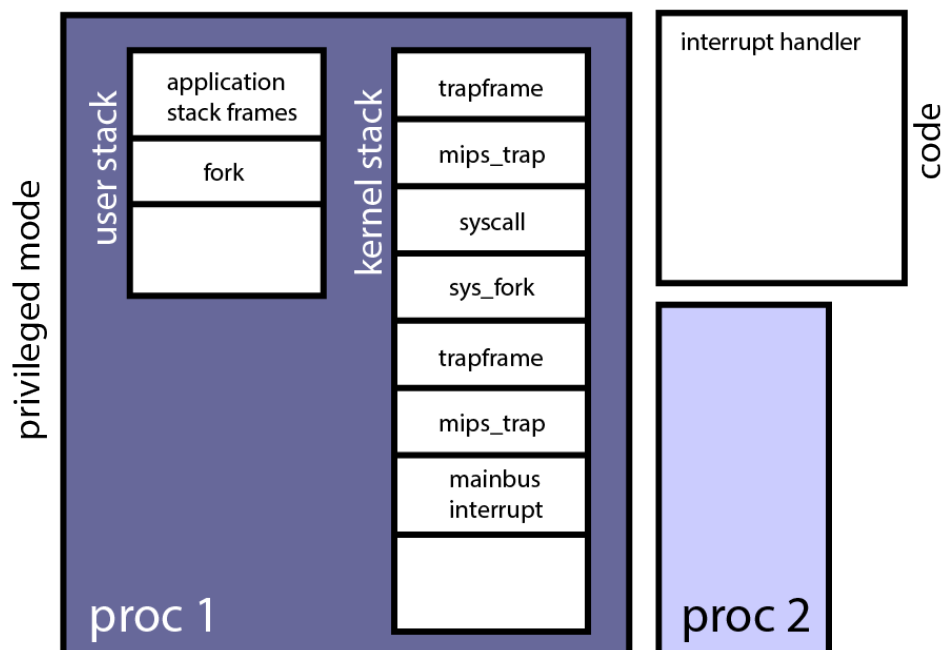 privileged mode
user stack
application
stack frames
fork
kernel stack
trapframe
mips_trap
syscall
sys_fork
trapframe
mips_trap
mainbus
interrupt
proc 1
interrupt handler
code
proc 2